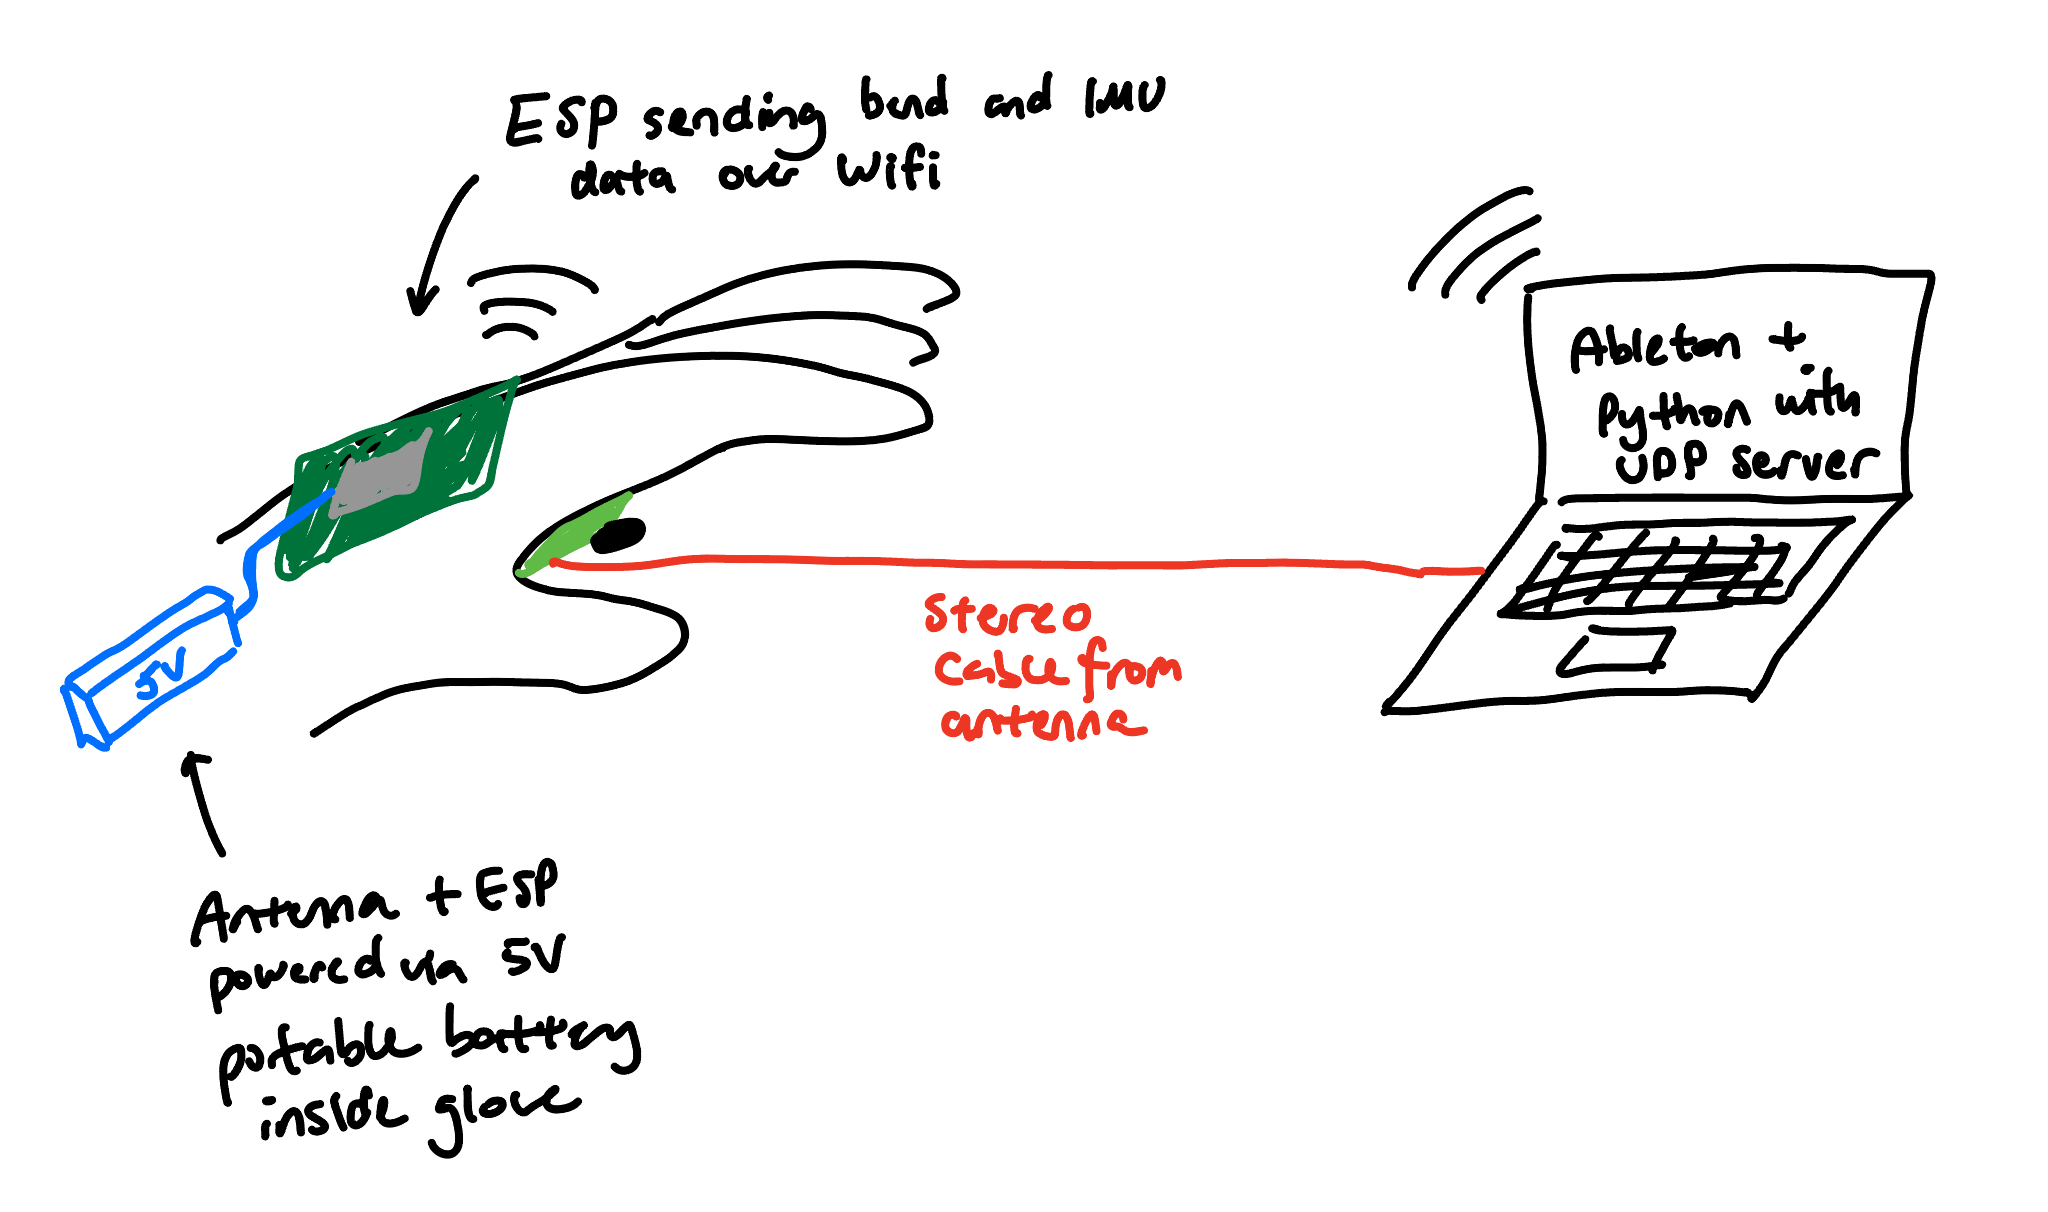 ESP sending bend and IMU
data over Wifi
Ableton +
Python with
UDP server
5V
Stereo
Cable from
antenna
Antenna + ESP
powered via 5V
portable battery
inside glove